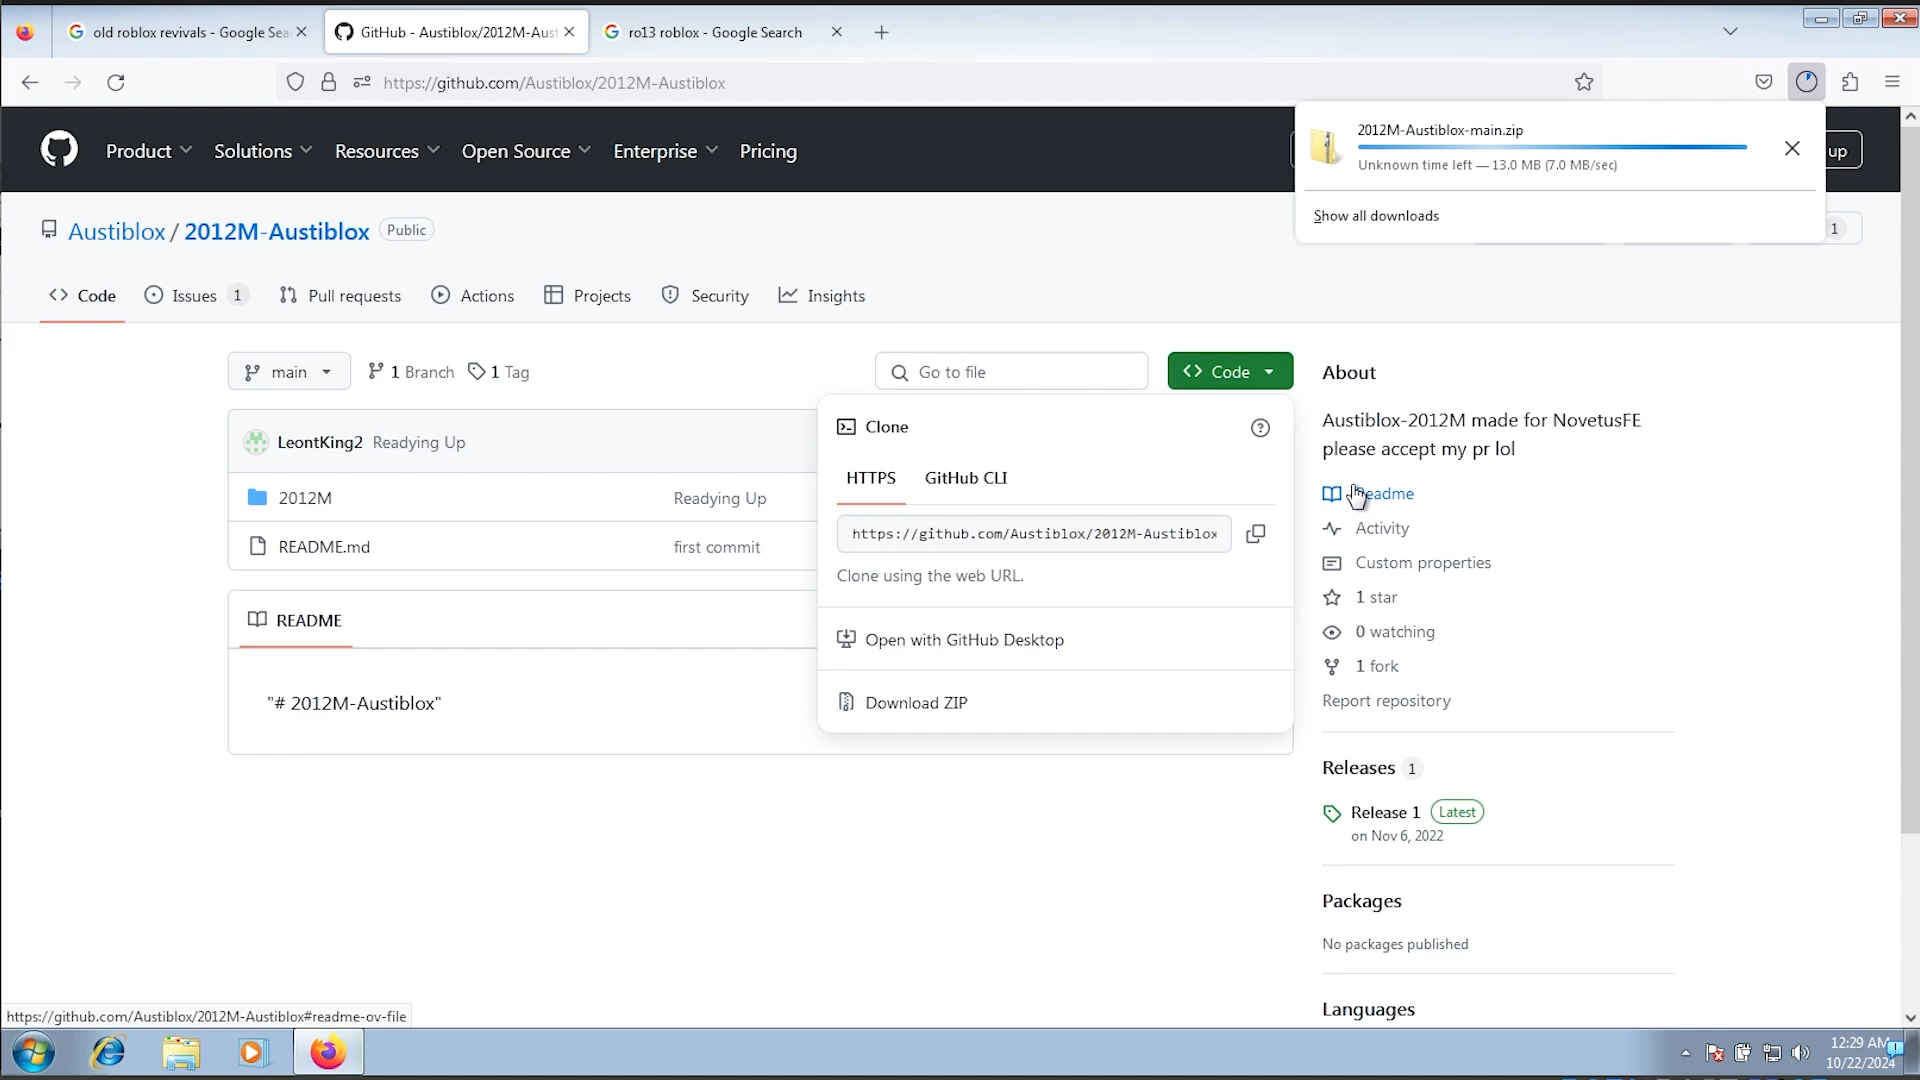 old roblox revivals - Google Sea
GitHub - Austiblox/2012M-Aust
ro13 roblox - Google Search
https://github.com/Austiblox/2012M-Austiblox
Product
Solutions
Resources
Open Source
Enterprise
Pricing
up
2012M-Austiblox-main.zip
Unknown time left — 13.0 MB (7.0 MB/sec)
Show all downloads
Austiblox / 2012M-Austiblox
Public
1
Code
Issues 1
Pull requests
Actions
Projects
Security
Insights
main
1 Branch
1 Tag
Go to file
Code
LeontKing2 Readying Up
2012M Readying Up
README.md first commit
README
"# 2012M-Austiblox"
Clone
HTTPS
GitHub CLI
https://github.com/Austiblox/2012M-Austiblox
Clone using the web URL.
Open with GitHub Desktop
Download ZIP
About
Austiblox-2012M made for NovetusFE
please accept my pr lol
Readme
Activity
Custom properties
1 star
0 watching
1 fork
Report repository
Releases 1
Release 1 Latest
on Nov 6, 2022
Packages
No packages published
Languages
https://github.com/Austiblox/2012M-Austiblox#readme-ov-file
12:29 AM
10/22/2024